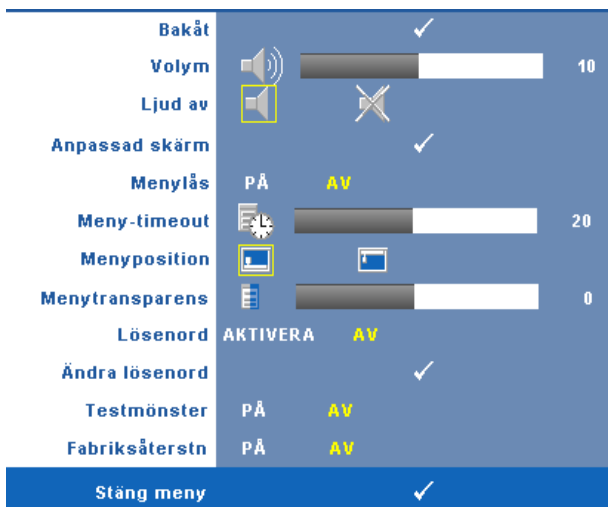 Bakåt
Volym 10
Ljud av
Anpassad skärm
Menylås PÅ AV
Meny-timeout 20
Menyposition
Menytransparens 0
Lösenord AKTIVERA AV
Ändra lösenord
Testmönster PÅ AV
Fabriksåterstn PÅ AV
Stäng meny